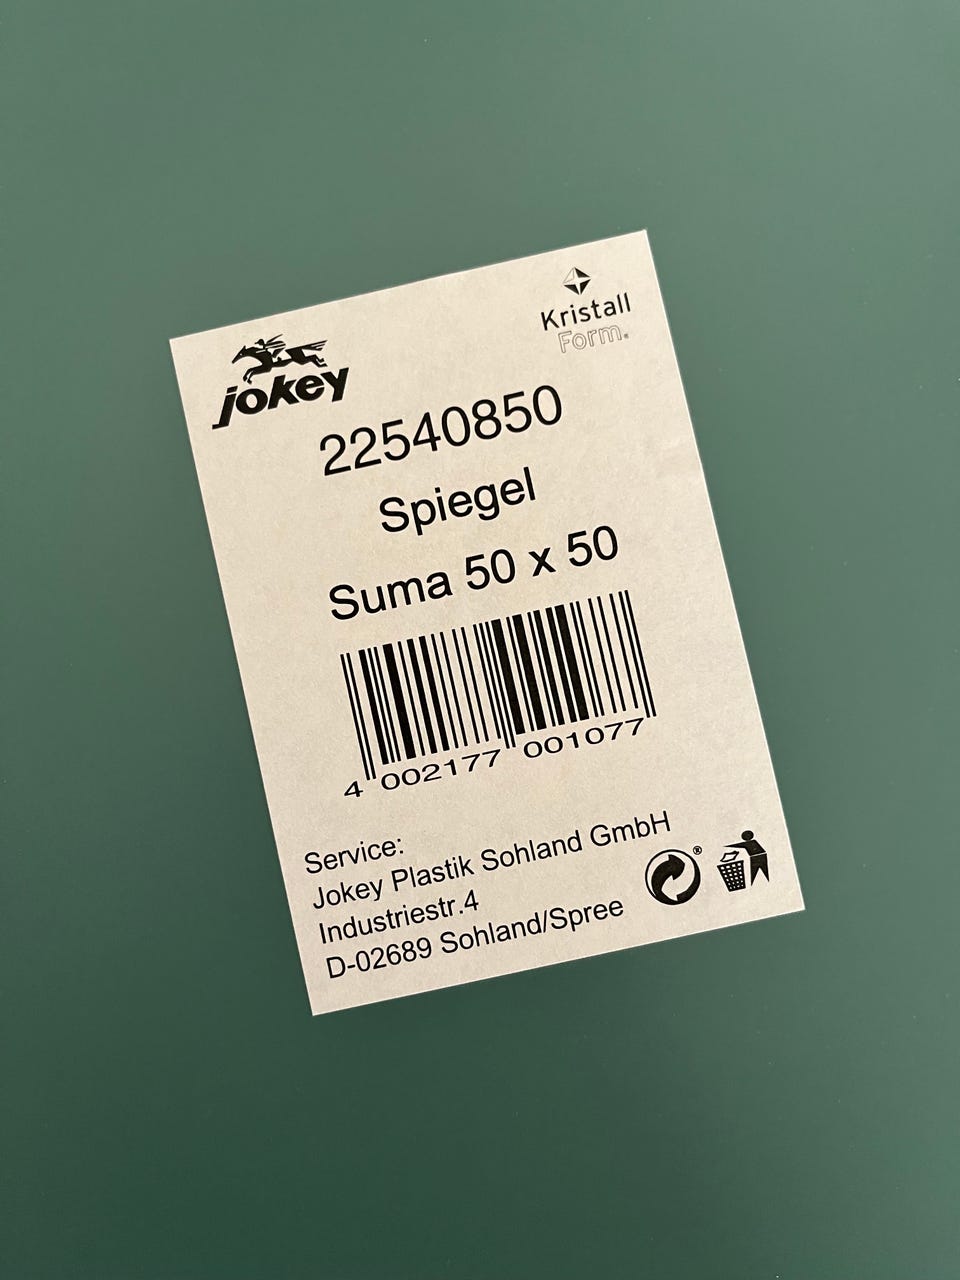 jokey
Kristall
Form®
22540850
Spiegel
Suma 50 x 50
4 002177 001077
Service:
Jokey Plastik Sohland GmbH
Industriestr.4
D-02689 Sohland/Spree
®